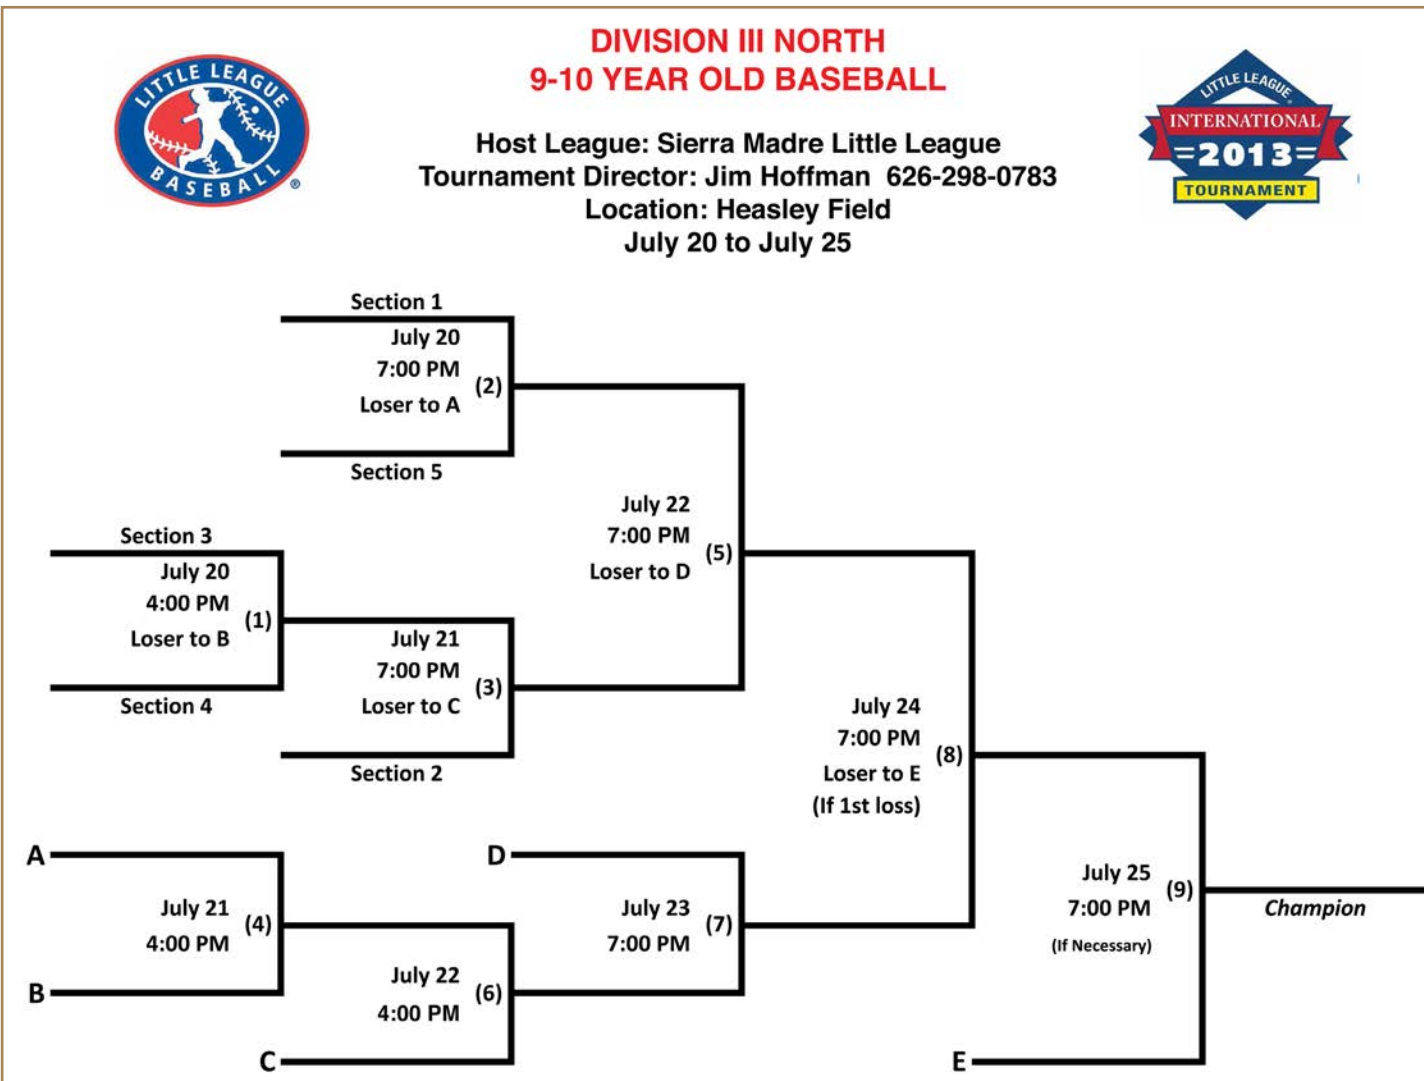 DIVISION III NORTH
9-10 YEAR OLD BASEBALL
LITTLE LEAGUE
BASEBALL
®
LITTLE LEAGUE®
INTERNATIONAL
2013
TOURNAMENT
Host League: Sierra Madre Little League
Tournament Director: Jim Hoffman 626-298-0783
Location: Heasley Field
July 20 to July 25
Section 1
July 20
7:00 PM
(2)
Loser to A
Section 5
July 22
7:00 PM
(5)
Loser to D
Section 3
July 20
4:00 PM
(1)
Loser to B
Section 4
July 21
7:00 PM
(3)
Loser to C
Section 2
July 24
7:00 PM
(8)
Loser to E
(If 1st loss)
A
July 21
(4)
4:00 PM
B
July 22
(6)
4:00 PM
C
D
July 23
(7)
7:00 PM
July 25
(9)
7:00 PM
(If Necessary)
E
Champion